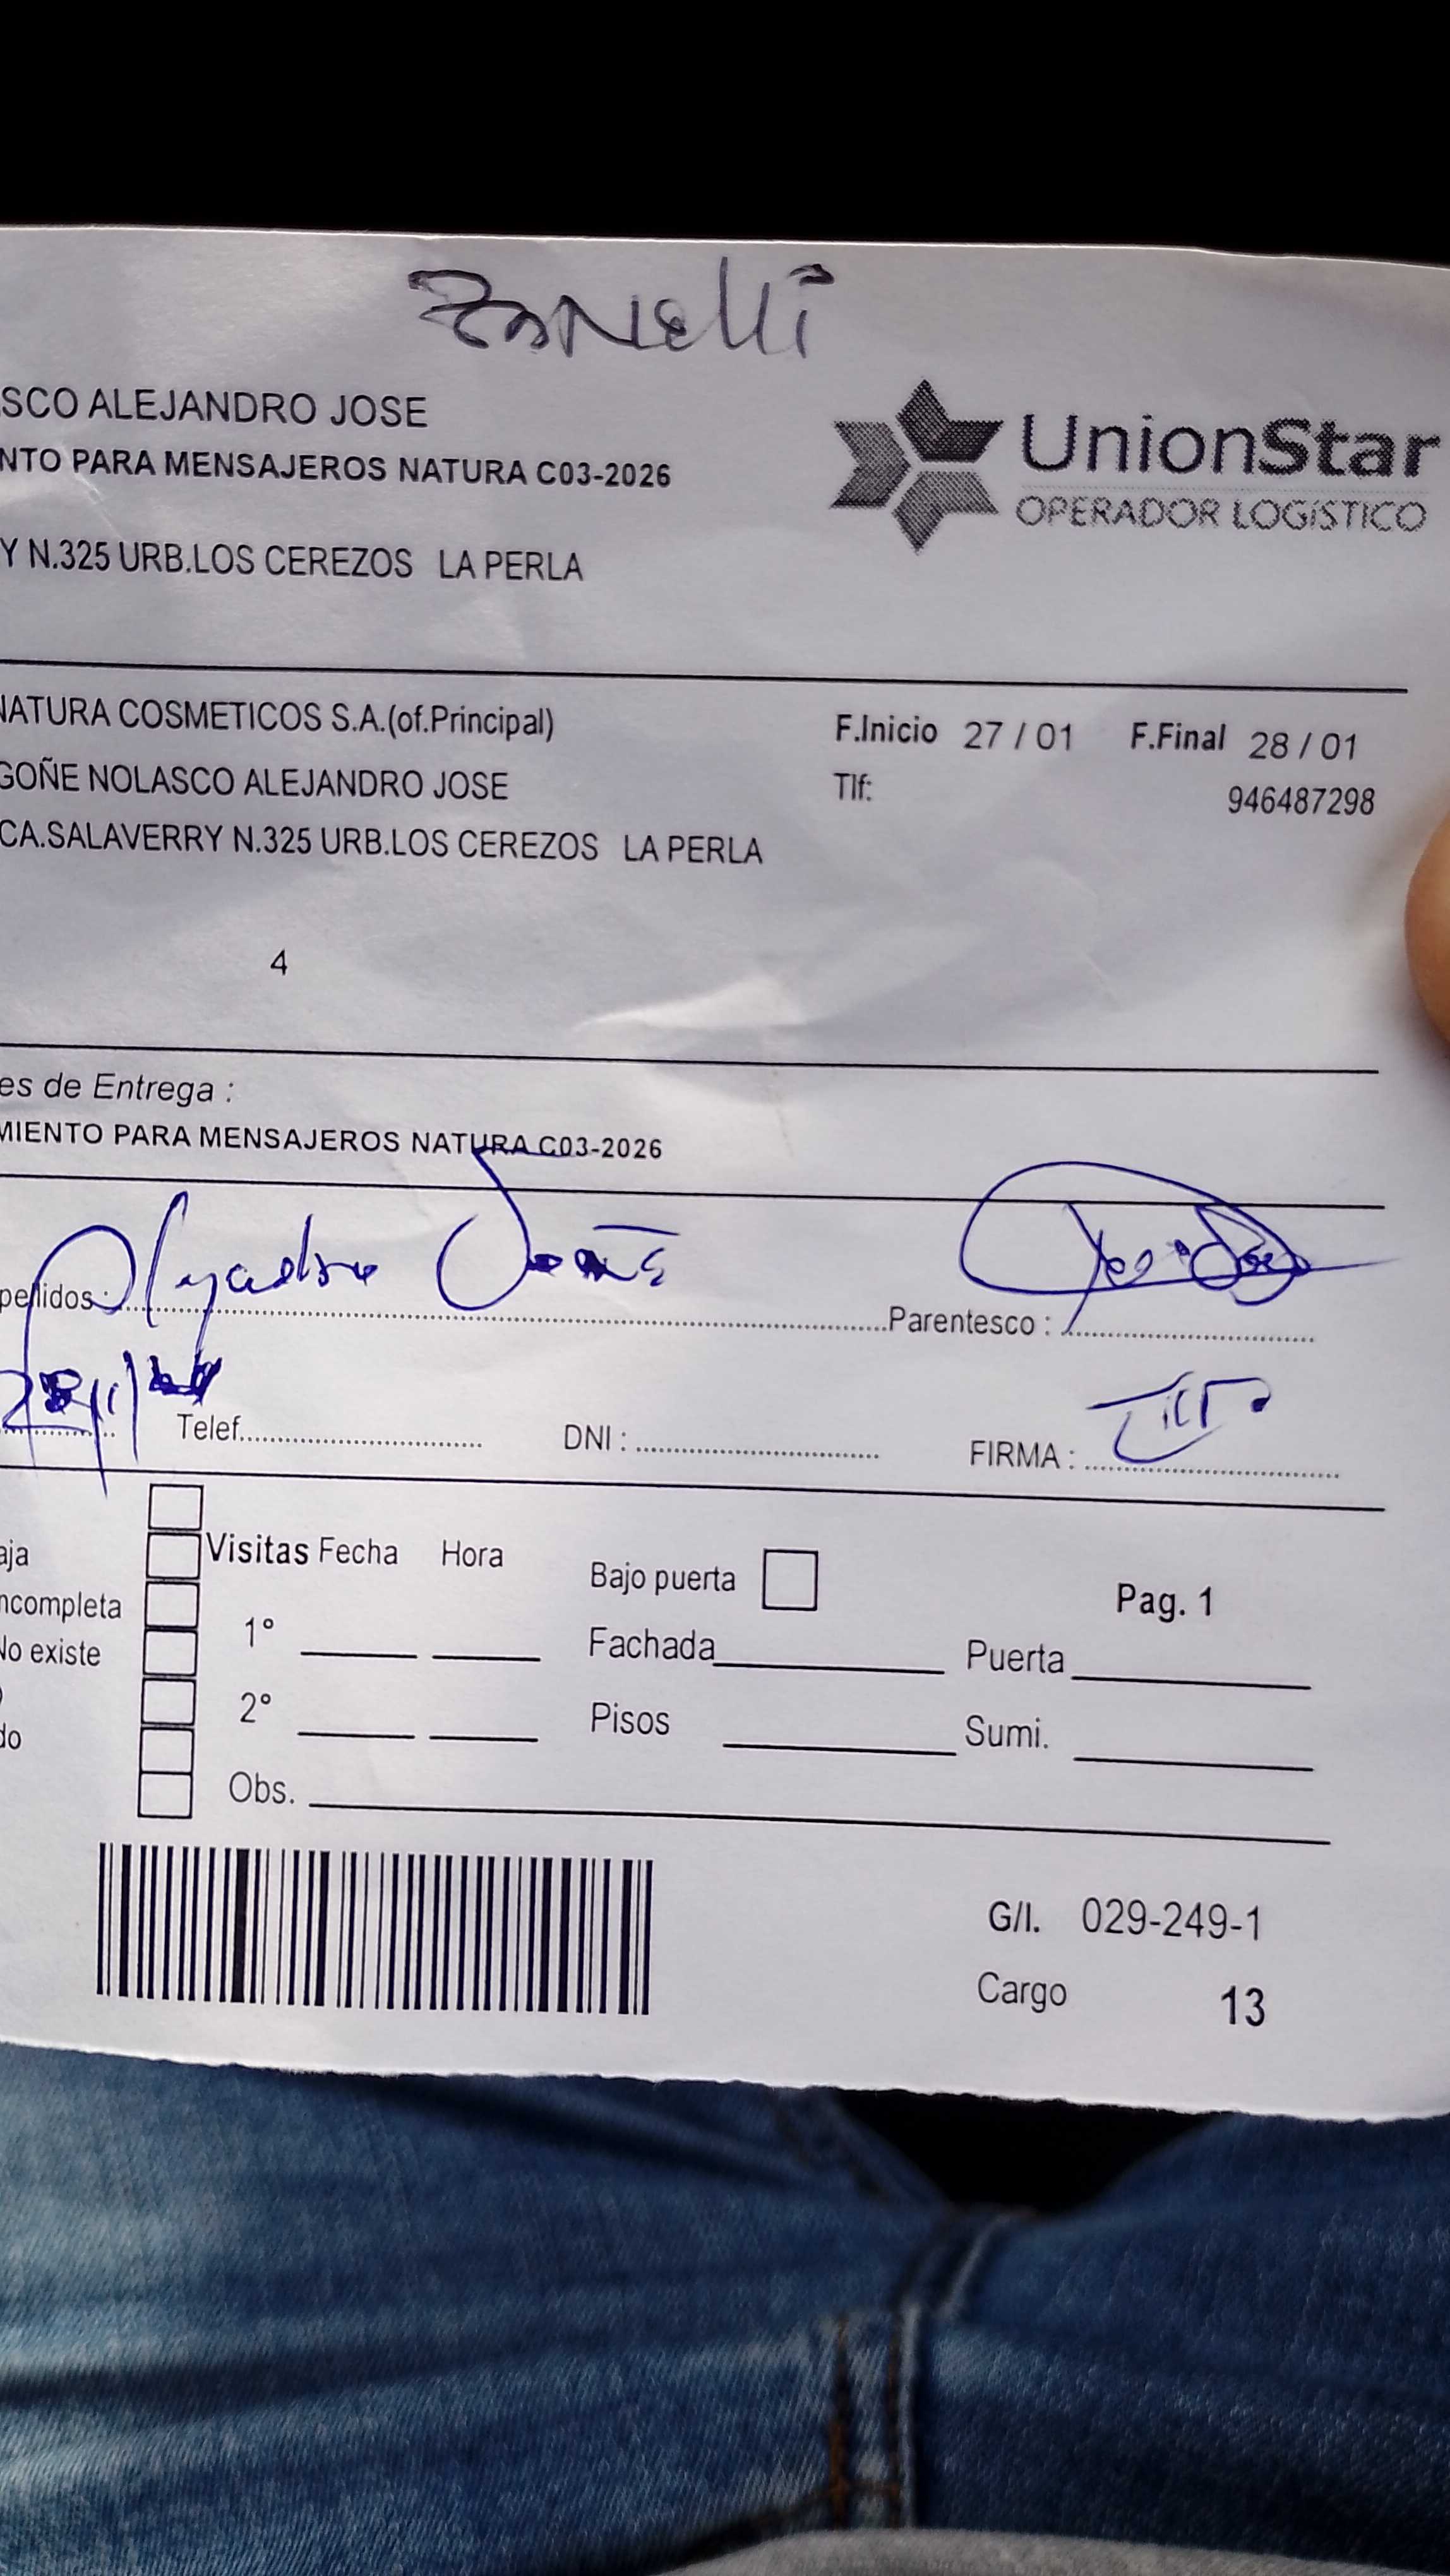 Zanelli
SCO ALEJANDRO JOSE
NTO PARA MENSAJEROS NATURA C03-2026
UnionStar
OPERADOR LOGÍSTICO
Y N.325 URB.LOS CEREZOS LA PERLA
NATURA COSMETICOS S.A.(of.Principal)
F.Inicio 27 / 01 F.Final 28 / 01
GOÑE NOLASCO ALEJANDRO JOSE
Tlf: 946487298
CA.SALAVERRY N.325 URB.LOS CEREZOS LA PERLA
4
es de Entrega :
MIENTO PARA MENSAJEROS NATURA C03-2026
pellidos : Alejandro Parentesco :
Telef. DNI : FIRMA :
Visitas Fecha Hora
aja
Bajo puerta
Pag. 1
ncompleta
1°
No existe
Fachada Puerta
2°
do
Pisos Sumi.
Obs.
G/I. 029-249-1
Cargo 13